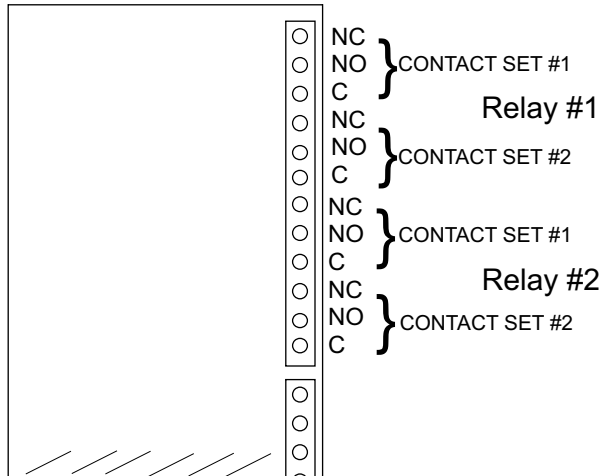 NC
NO
C
CONTACT SET #1
Relay #1
NC
NO
C
CONTACT SET #2
NC
NO
C
CONTACT SET #1
Relay #2
NC
NO
C
CONTACT SET #2